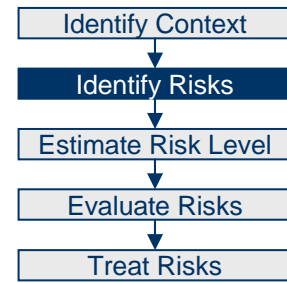 Identify Context
Identify Risks
Estimate Risk Level
Evaluate Risks
Treat Risks